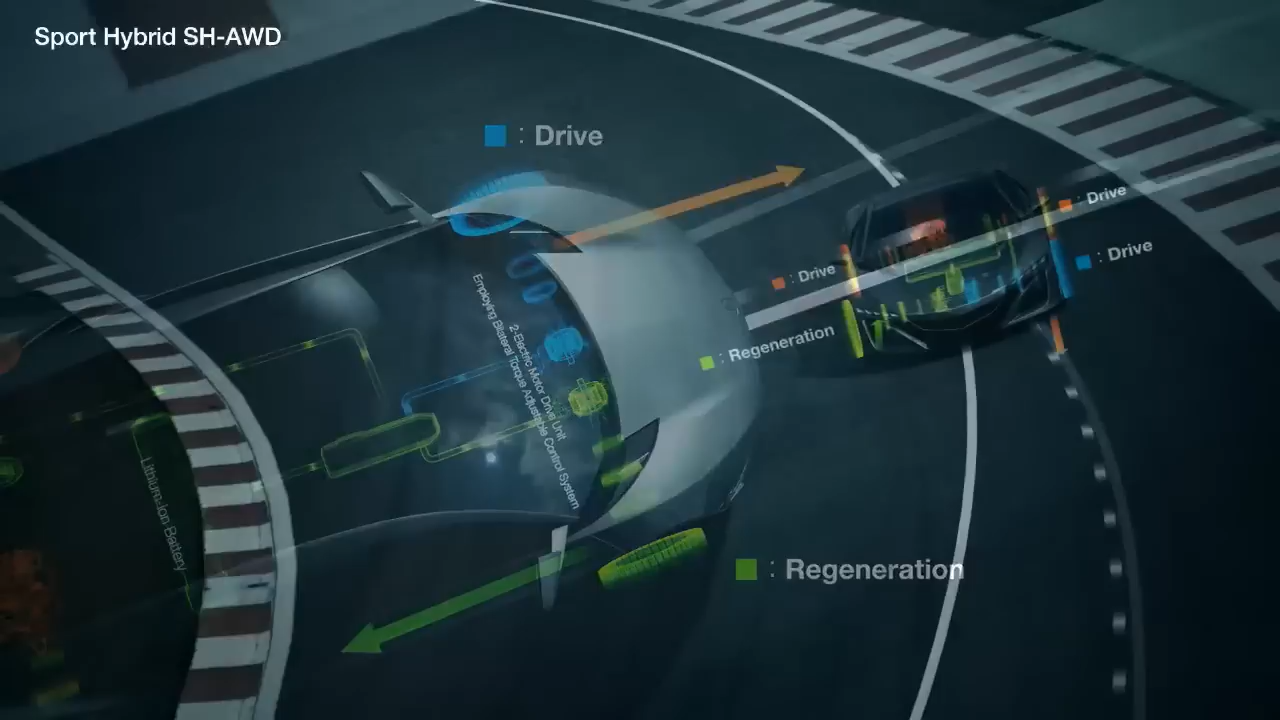 Sport Hybrid SH-AWD
: Drive
: Drive
: Drive
: Drive
: Regeneration
2-Electric Motor Drive Unit
Employing Bilateral Torque Adjustable Control System
Lithium-Ion Battery
: Regeneration